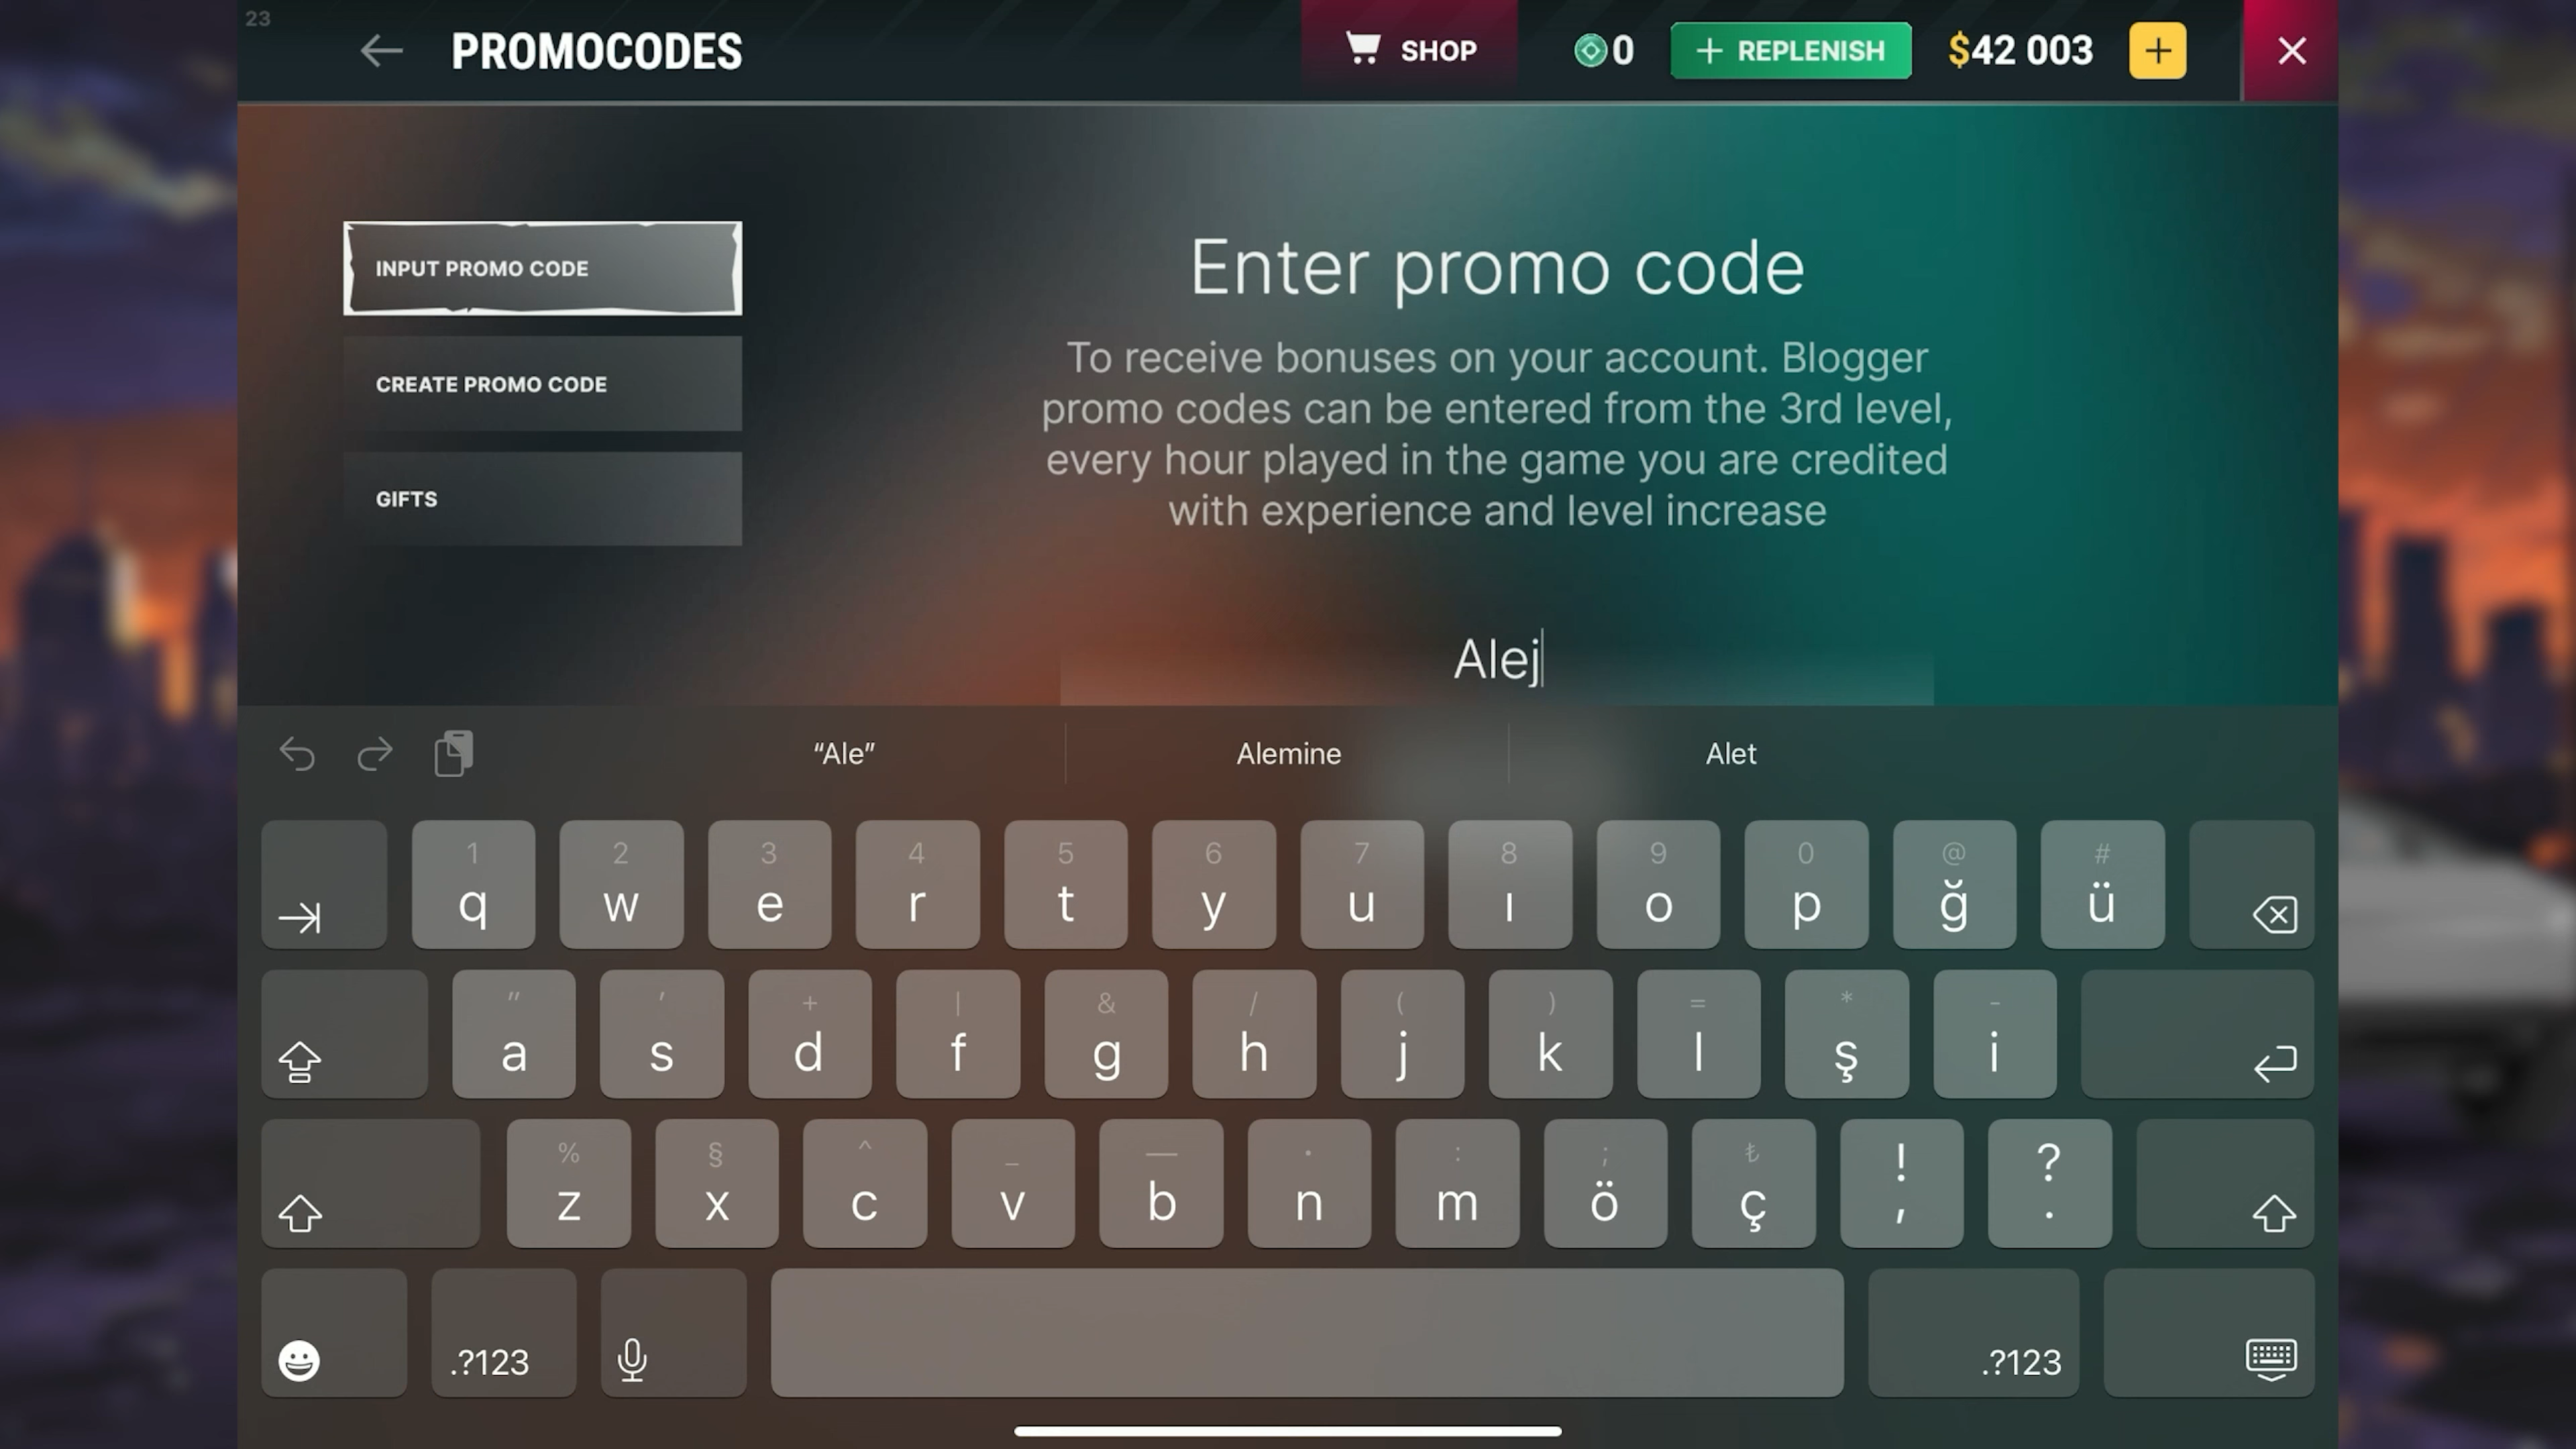 23
PROMOCODES
SHOP
0
+ REPLENISH
$42 003
+
INPUT PROMO CODE
CREATE PROMO CODE
GIFTS
Enter promo code
To receive bonuses on your account. Blogger
promo codes can be entered from the 3rd level,
every hour played in the game you are credited
with experience and level increase
Alej
“Ale”
Alemine
Alet
1 2 3 4 5 6 7 8 9 0 @ #
q w e r t y u ı o p ğ ü
" ' + | & / ( ) = * -
a s d f g h j k l ş i
% § ^ _ — · : ; ₺ ! ?
z x c v b n m ö ç , .
.?123
.?123